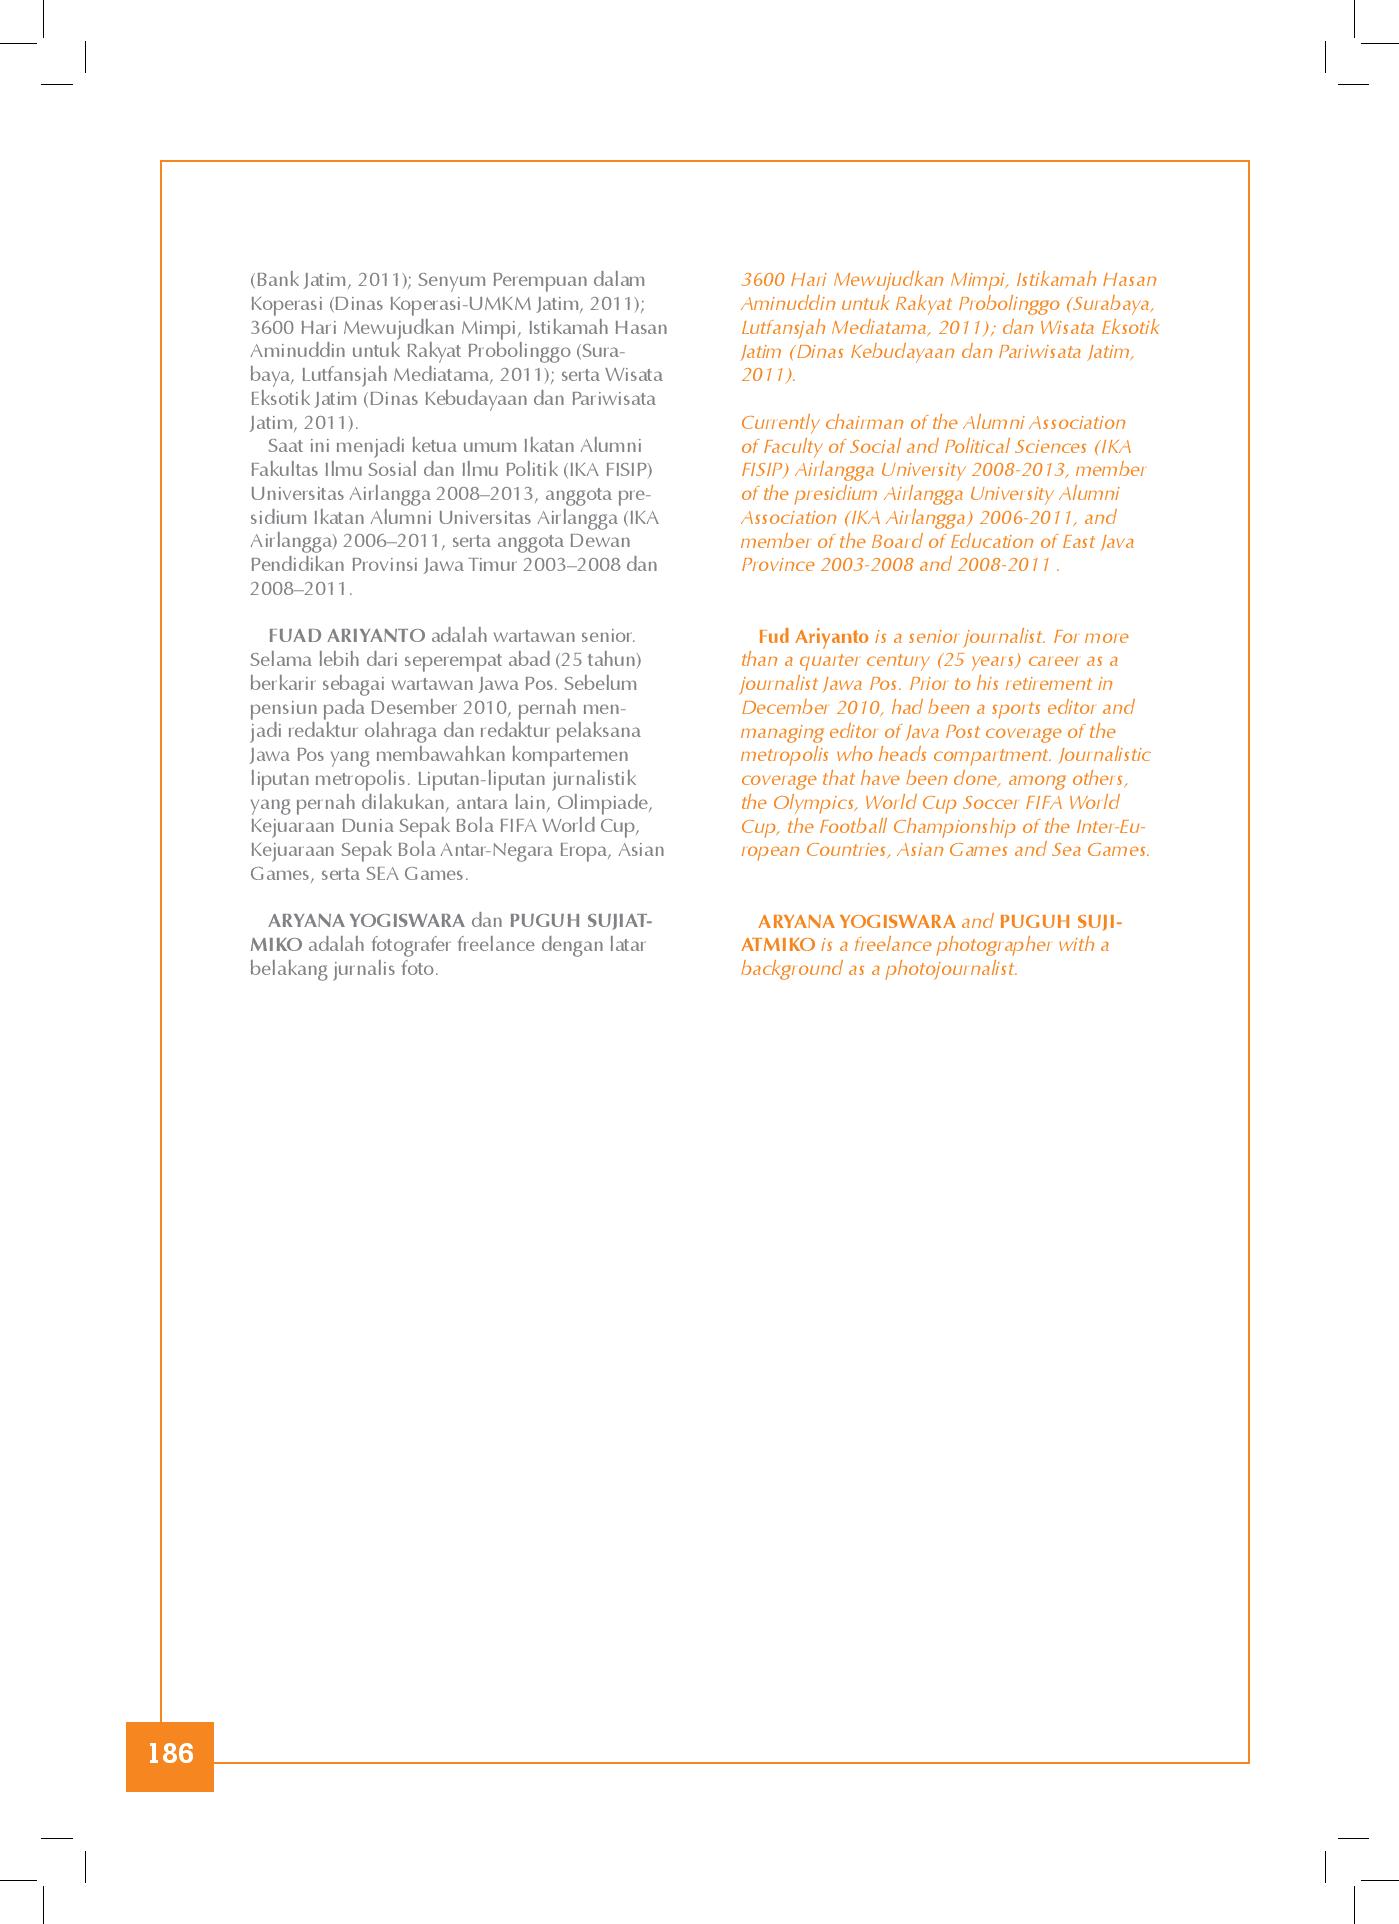 (Bank Jatim, 2011); Senyum Perempuan dalam
Koperasi (Dinas Koperasi-UMKM Jatim, 2011);
3600 Hari Mewujudkan Mimpi, Istikamah Hasan
Aminuddin untuk Rakyat Probolinggo (Sura-
baya, Lutfansjah Mediatama, 2011); serta Wisata
Eksotik Jatim (Dinas Kebudayaan dan Pariwisata
Jatim, 2011).
Saat ini menjadi ketua umum Ikatan Alumni
Fakultas Ilmu Sosial dan Ilmu Politik (IKA FISIP)
Universitas Airlangga 2008–2013, anggota pre-
sidium Ikatan Alumni Universitas Airlangga (IKA
Airlangga) 2006–2011, serta anggota Dewan
Pendidikan Provinsi Jawa Timur 2003–2008 dan
2008–2011.
FUAD ARIYANTO adalah wartawan senior.
Selama lebih dari seperempat abad (25 tahun)
berkarir sebagai wartawan Jawa Pos. Sebelum
pensiun pada Desember 2010, pernah men-
jadi redaktur olahraga dan redaktur pelaksana
Jawa Pos yang membawahkan kompartemen
liputan metropolis. Liputan-liputan jurnalistik
yang pernah dilakukan, antara lain, Olimpiade,
Kejuaraan Dunia Sepak Bola FIFA World Cup,
Kejuaraan Sepak Bola Antar-Negara Eropa, Asian
Games, serta SEA Games.
ARYANA YOGISWARA dan PUGUH SUJIAT-
MIKO adalah fotografer freelance dengan latar
belakang jurnalis foto.
3600 Hari Mewujudkan Mimpi, Istikamah Hasan
Aminuddin untuk Rakyat Probolinggo (Surabaya,
Lutfansjah Mediatama, 2011); dan Wisata Eksotik
Jatim (Dinas Kebudayaan dan Pariwisata Jatim,
2011).
Currently chairman of the Alumni Association
of Faculty of Social and Political Sciences (IKA
FISIP) Airlangga University 2008-2013, member
of the presidium Airlangga University Alumni
Association (IKA Airlangga) 2006-2011, and
member of the Board of Education of East Java
Province 2003-2008 and 2008-2011 .
Fud Ariyanto is a senior journalist. For more
than a quarter century (25 years) career as a
journalist Jawa Pos. Prior to his retirement in
December 2010, had been a sports editor and
managing editor of Java Post coverage of the
metropolis who heads compartment. Journalistic
coverage that have been done, among others,
the Olympics, World Cup Soccer FIFA World
Cup, the Football Championship of the Inter-Eu-
ropean Countries, Asian Games and Sea Games.
ARYANA YOGISWARA and PUGUH SUJI-
ATMIKO is a freelance photographer with a
background as a photojournalist.
186